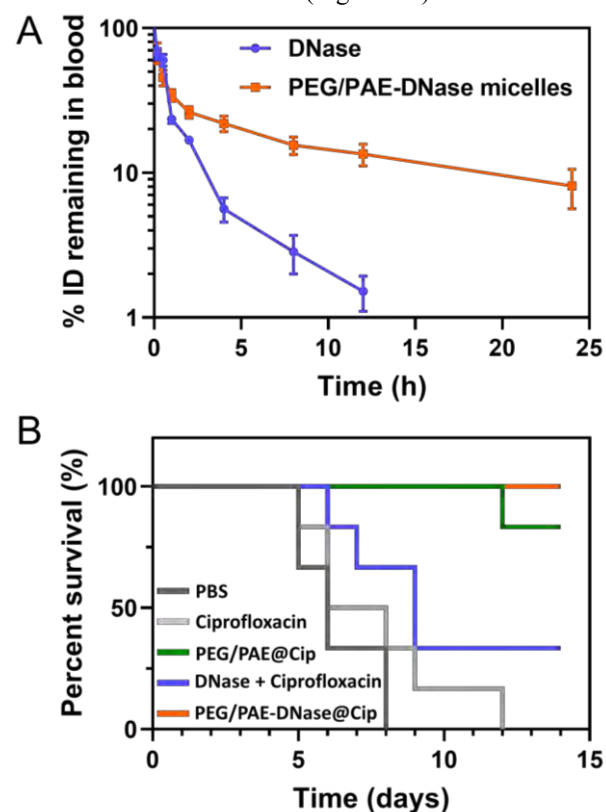 A
% ID remaining in blood
100
10
1
DNase
PEG/PAE-DNase micelles
0 5 10 15 20 25
Time (h)
B
Percent survival (%)
100
50
0
PBS
Ciprofloxacin
PEG/PAE@Cip
DNase + Ciprofloxacin
PEG/PAE-DNase@Cip
0 5 10 15
Time (days)